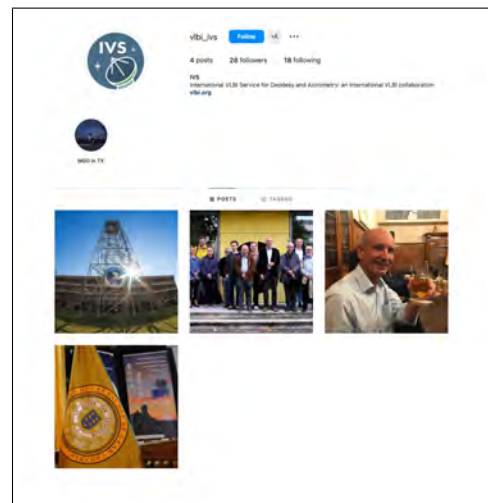 IVS
vlbi_ivs Follow
4 posts 28 followers 18 following
IVS
International VLBI Service for Geodesy and Astrometry: an international VLBI collaboration
vlbi.org
MGO in TX
POSTS TAGGED